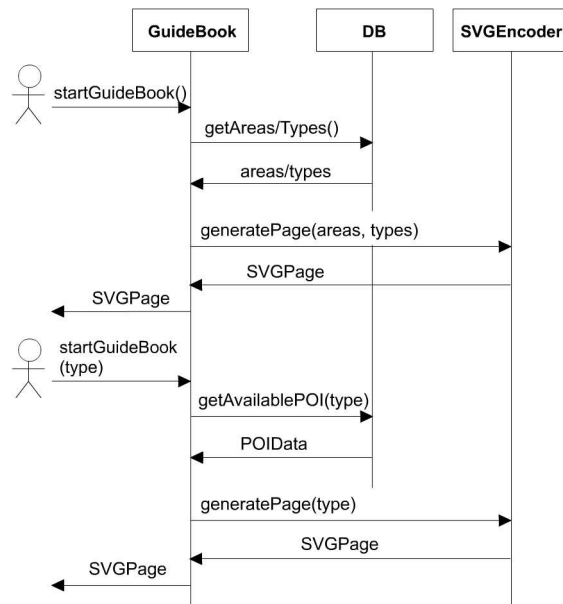 GuideBook
DB
SVGEncoder
startGuideBook()
getAreas/Types()
areas/types
generatePage(areas, types)
SVGPage
SVGPage
startGuideBook
(type)
getAvailablePOI(type)
POIData
generatePage(type)
SVGPage
SVGPage